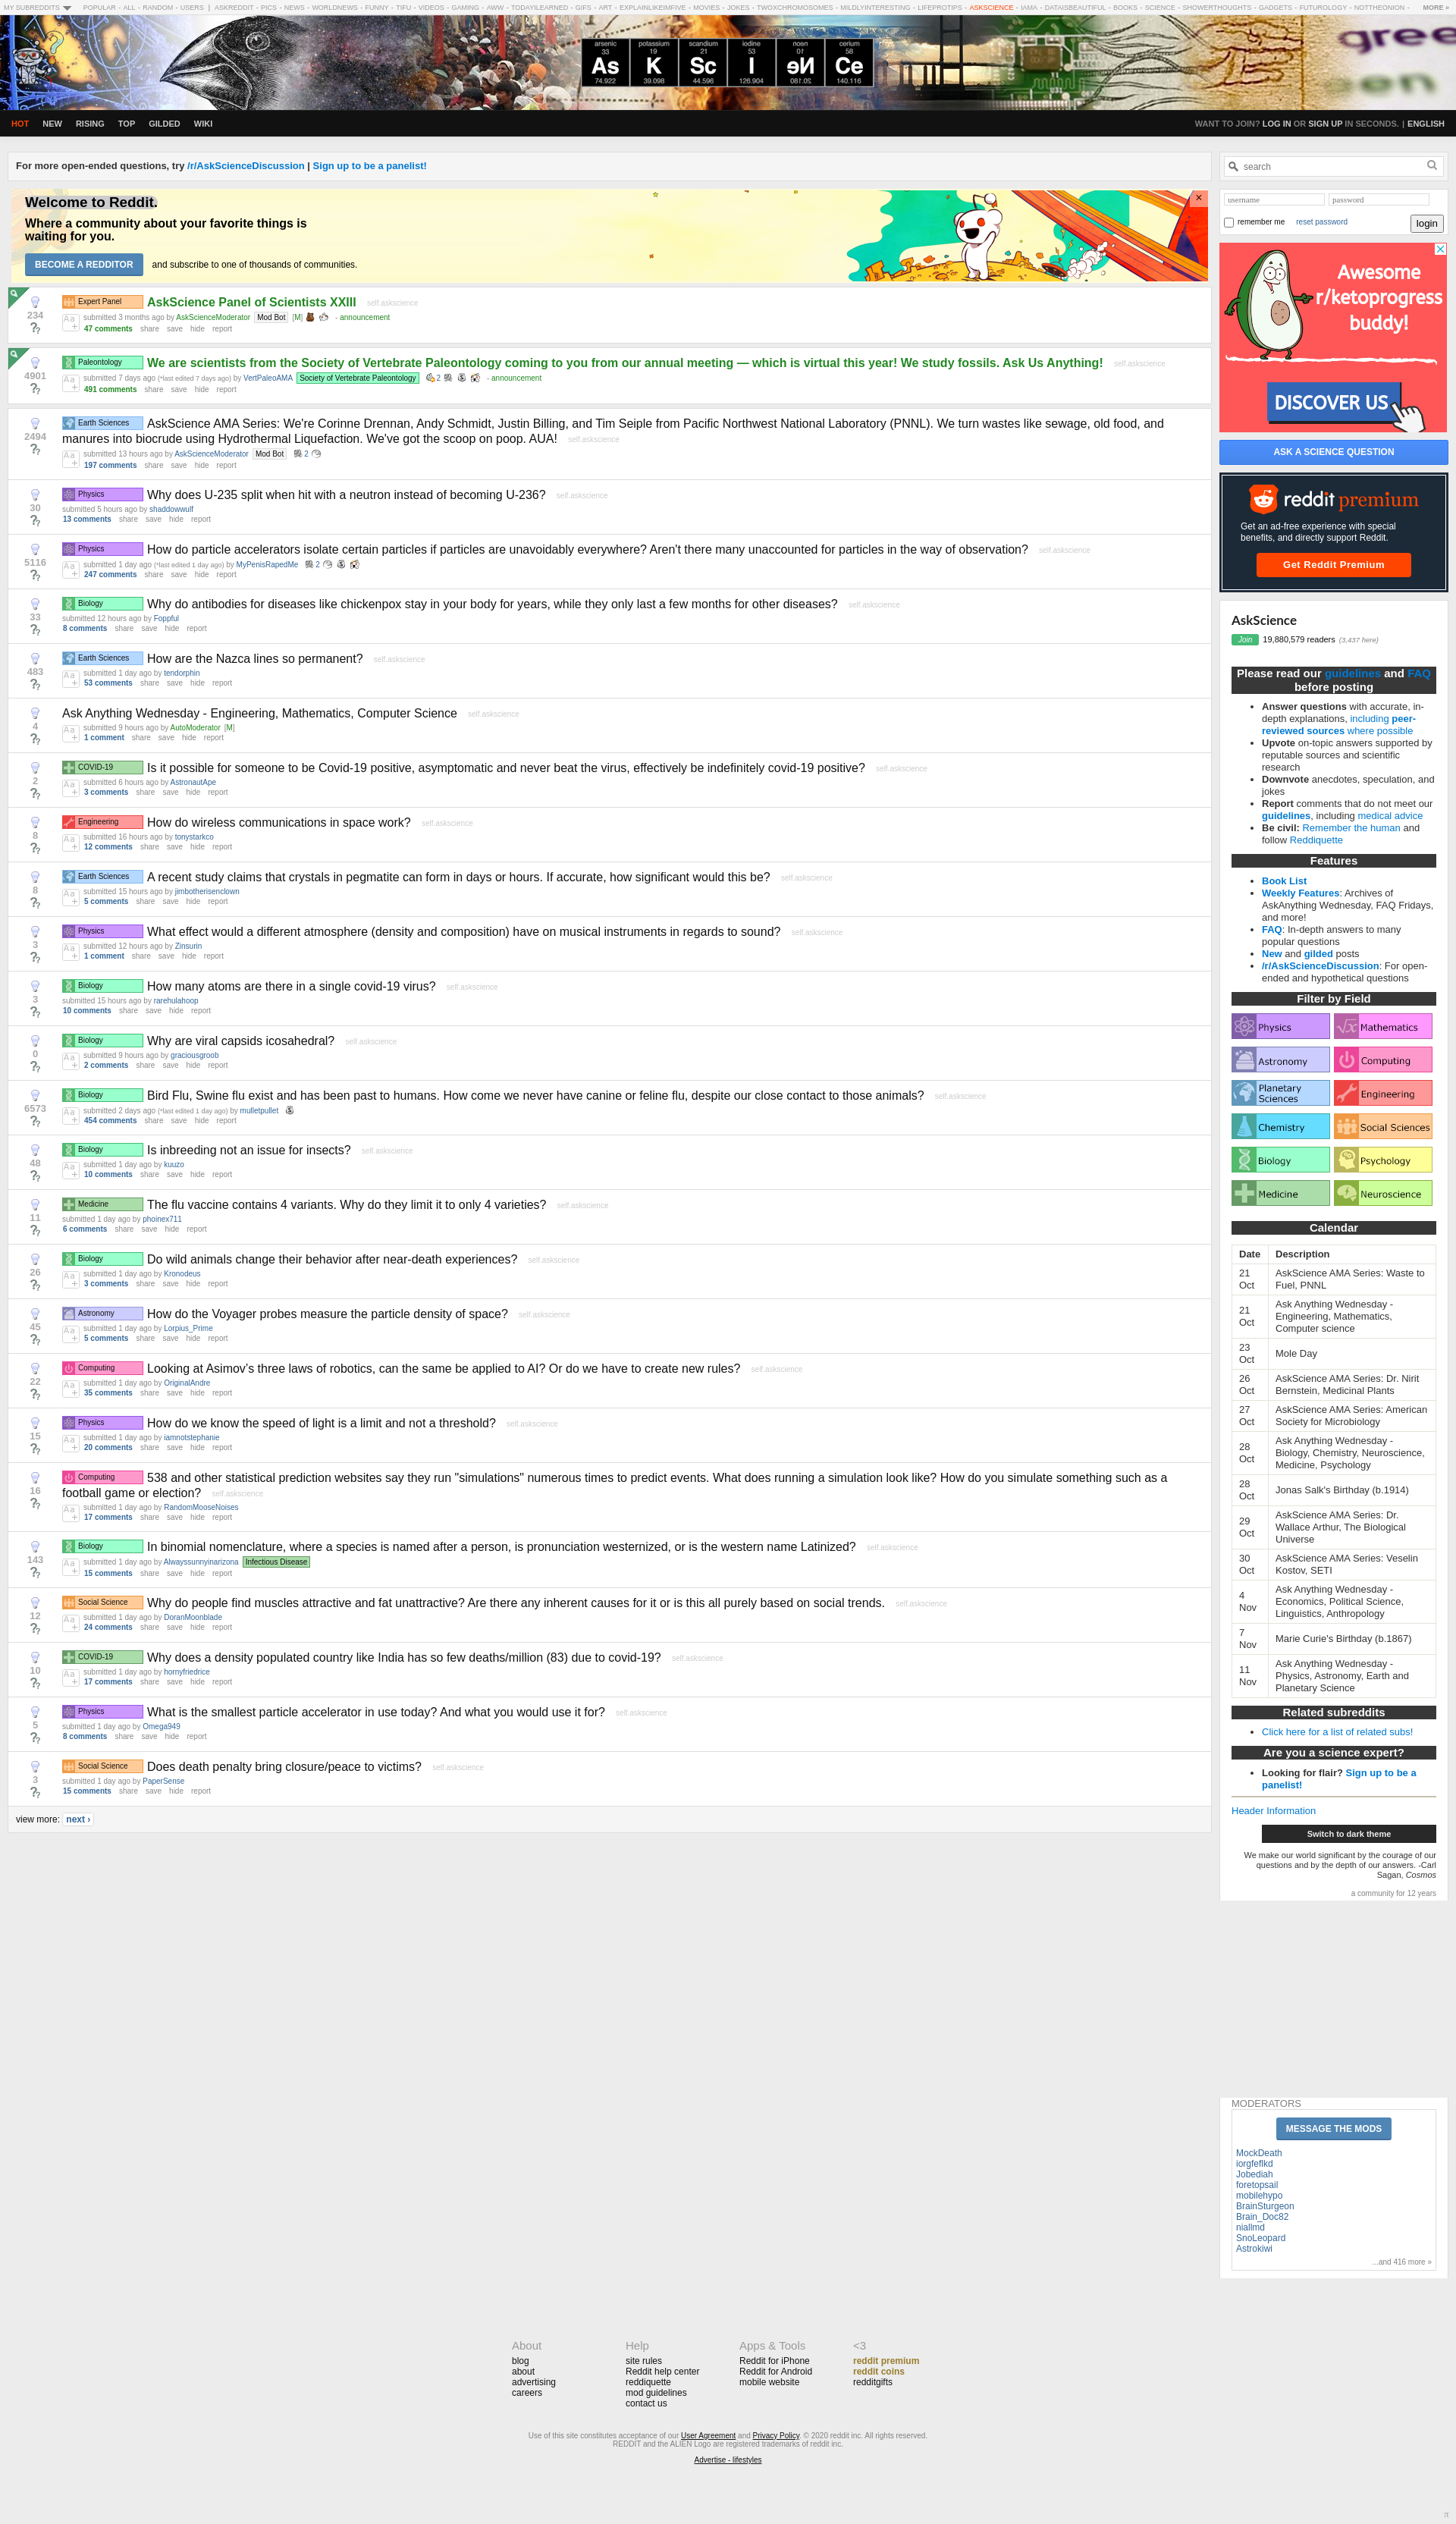 MY SUBREDDITS POPULAR - ALL - RANDOM - USERS | ASKREDDIT - PICS - NEWS - WORLDNEWS - FUNNY - TIFU - VIDEOS - GAMING - AWW - TODAYILEARNED - GIFS - ART - EXPLAINLIKEIMFIVE - MOVIES - JOKES - TWOXCHROMOSOMES - MILDLYINTERESTING - LIFEPROTIPS - ASKSCIENCE - IAMA - DATAISBEAUTIFUL - BOOKS - SCIENCE - SHOWERTHOUGHTS - GADGETS - FUTUROLOGY - NOTTHEONION - MORE »
arsenic potassium scandium iodine neon cerium
33 19 21 53 10 58
As K Sc I Ne Ce
74.922 39.098 44.596 126.904 20.180 140.116
HOT NEW RISING TOP GILDED WIKI
WANT TO JOIN? LOG IN OR SIGN UP IN SECONDS. | ENGLISH
For more open-ended questions, try /r/AskScienceDiscussion | Sign up to be a panelist!
Welcome to Reddit.
Where a community about your favorite things is
waiting for you.
BECOME A REDDITOR and subscribe to one of thousands of communities.
234
Expert Panel AskScience Panel of Scientists XXIII self.askscience
submitted 3 months ago by AskScienceModerator Mod Bot [M] - announcement
47 comments share save hide report
4901
Paleontology We are scientists from the Society of Vertebrate Paleontology coming to you from our annual meeting — which is virtual this year! We study fossils. Ask Us Anything! self.askscience
submitted 7 days ago (*last edited 7 days ago) by VertPaleoAMA Society of Vertebrate Paleontology 2 - announcement
491 comments share save hide report
2494
Earth Sciences AskScience AMA Series: We're Corinne Drennan, Andy Schmidt, Justin Billing, and Tim Seiple from Pacific Northwest National Laboratory (PNNL). We turn wastes like sewage, old food, and
manures into biocrude using Hydrothermal Liquefaction. We've got the scoop on poop. AUA! self.askscience
submitted 13 hours ago by AskScienceModerator Mod Bot 2
197 comments share save hide report
30
Physics Why does U-235 split when hit with a neutron instead of becoming U-236? self.askscience
submitted 5 hours ago by shaddowwulf
13 comments share save hide report
5116
Physics How do particle accelerators isolate certain particles if particles are unavoidably everywhere? Aren't there many unaccounted for particles in the way of observation? self.askscience
submitted 1 day ago (*last edited 1 day ago) by MyPenisRapedMe 2
247 comments share save hide report
33
Biology Why do antibodies for diseases like chickenpox stay in your body for years, while they only last a few months for other diseases? self.askscience
submitted 12 hours ago by Foppful
8 comments share save hide report
483
Earth Sciences How are the Nazca lines so permanent? self.askscience
submitted 1 day ago by tendorphin
53 comments share save hide report
4
Ask Anything Wednesday - Engineering, Mathematics, Computer Science self.askscience
submitted 9 hours ago by AutoModerator [M]
1 comment share save hide report
2
COVID-19 Is it possible for someone to be Covid-19 positive, asymptomatic and never beat the virus, effectively be indefinitely covid-19 positive? self.askscience
submitted 6 hours ago by AstronautApe
3 comments share save hide report
8
Engineering How do wireless communications in space work? self.askscience
submitted 16 hours ago by tonystarkco
12 comments share save hide report
8
Earth Sciences A recent study claims that crystals in pegmatite can form in days or hours. If accurate, how significant would this be? self.askscience
submitted 15 hours ago by jimbotherisenclown
5 comments share save hide report
3
Physics What effect would a different atmosphere (density and composition) have on musical instruments in regards to sound? self.askscience
submitted 12 hours ago by Zinsurin
1 comment share save hide report
3
Biology How many atoms are there in a single covid-19 virus? self.askscience
submitted 15 hours ago by rarehulahoop
10 comments share save hide report
0
Biology Why are viral capsids icosahedral? self.askscience
submitted 9 hours ago by graciousgroob
2 comments share save hide report
6573
Biology Bird Flu, Swine flu exist and has been past to humans. How come we never have canine or feline flu, despite our close contact to those animals? self.askscience
submitted 2 days ago (*last edited 1 day ago) by mulletpullet
454 comments share save hide report
48
Biology Is inbreeding not an issue for insects? self.askscience
submitted 1 day ago by kuuzo
10 comments share save hide report
11
Medicine The flu vaccine contains 4 variants. Why do they limit it to only 4 varieties? self.askscience
submitted 1 day ago by phoinex711
6 comments share save hide report
26
Biology Do wild animals change their behavior after near-death experiences? self.askscience
submitted 1 day ago by Kronodeus
3 comments share save hide report
45
Astronomy How do the Voyager probes measure the particle density of space? self.askscience
submitted 1 day ago by Lorpius_Prime
5 comments share save hide report
22
Computing Looking at Asimov's three laws of robotics, can the same be applied to AI? Or do we have to create new rules? self.askscience
submitted 1 day ago by OriginalAndre
35 comments share save hide report
15
Physics How do we know the speed of light is a limit and not a threshold? self.askscience
submitted 1 day ago by iamnotstephanie
20 comments share save hide report
16
Computing 538 and other statistical prediction websites say they run "simulations" numerous times to predict events. What does running a simulation look like? How do you simulate something such as a
football game or election? self.askscience
submitted 1 day ago by RandomMooseNoises
17 comments share save hide report
143
Biology In binomial nomenclature, where a species is named after a person, is pronunciation westernized, or is the western name Latinized? self.askscience
submitted 1 day ago by Alwayssunnyinarizona Infectious Disease
15 comments share save hide report
12
Social Science Why do people find muscles attractive and fat unattractive? Are there any inherent causes for it or is this all purely based on social trends. self.askscience
submitted 1 day ago by DoranMoonblade
24 comments share save hide report
10
COVID-19 Why does a density populated country like India has so few deaths/million (83) due to covid-19? self.askscience
submitted 1 day ago by hornyfriedrice
17 comments share save hide report
5
Physics What is the smallest particle accelerator in use today? And what you would use it for? self.askscience
submitted 1 day ago by Omega949
8 comments share save hide report
3
Social Science Does death penalty bring closure/peace to victims? self.askscience
submitted 1 day ago by PaperSense
15 comments share save hide report
view more: next ›
search
username password
remember me reset password login
Awesome
r/ketoprogress
buddy!
DISCOVER US
ASK A SCIENCE QUESTION
reddit premium
Get an ad-free experience with special
benefits, and directly support Reddit.
Get Reddit Premium
AskScience
Join 19,880,579 readers (3,437 here)
Please read our guidelines and FAQ
before posting
Answer questions with accurate, in-
depth explanations, including peer-
reviewed sources where possible
Upvote on-topic answers supported by
reputable sources and scientific
research
Downvote anecdotes, speculation, and
jokes
Report comments that do not meet our
guidelines, including medical advice
Be civil: Remember the human and
follow Reddiquette
Features
Book List
Weekly Features: Archives of
AskAnything Wednesday, FAQ Fridays,
and more!
FAQ: In-depth answers to many
popular questions
New and gilded posts
/r/AskScienceDiscussion: For open-
ended and hypothetical questions
Filter by Field
Physics Mathematics
Astronomy Computing
Planetary
Sciences Engineering
Chemistry Social Sciences
Biology Psychology
Medicine Neuroscience
Calendar
Date Description
21
Oct
AskScience AMA Series: Waste to
Fuel, PNNL
21
Oct
Ask Anything Wednesday -
Engineering, Mathematics,
Computer science
23
Oct
Mole Day
26
Oct
AskScience AMA Series: Dr. Nirit
Bernstein, Medicinal Plants
27
Oct
AskScience AMA Series: American
Society for Microbiology
28
Oct
Ask Anything Wednesday -
Biology, Chemistry, Neuroscience,
Medicine, Psychology
28
Oct
Jonas Salk's Birthday (b.1914)
29
Oct
AskScience AMA Series: Dr.
Wallace Arthur, The Biological
Universe
30
Oct
AskScience AMA Series: Veselin
Kostov, SETI
4
Nov
Ask Anything Wednesday -
Economics, Political Science,
Linguistics, Anthropology
7
Nov
Marie Curie's Birthday (b.1867)
11
Nov
Ask Anything Wednesday -
Physics, Astronomy, Earth and
Planetary Science
Related subreddits
Click here for a list of related subs!
Are you a science expert?
Looking for flair? Sign up to be a
panelist!
Header Information
Switch to dark theme
We make our world significant by the courage of our
questions and by the depth of our answers. -Carl
Sagan, Cosmos
a community for 12 years
MODERATORS
MESSAGE THE MODS
MockDeath
iorgfeflkd
Jobediah
foretopsail
mobilehypo
BrainSturgeon
Brain_Doc82
niallmd
SnoLeopard
Astrokiwi
...and 416 more »
About
blog
about
advertising
careers
Help
site rules
Reddit help center
reddiquette
mod guidelines
contact us
Apps & Tools
Reddit for iPhone
Reddit for Android
mobile website
<3
reddit premium
reddit coins
redditgifts
Use of this site constitutes acceptance of our User Agreement and Privacy Policy. © 2020 reddit inc. All rights reserved.
REDDIT and the ALIEN Logo are registered trademarks of reddit inc.
Advertise - lifestyles
π